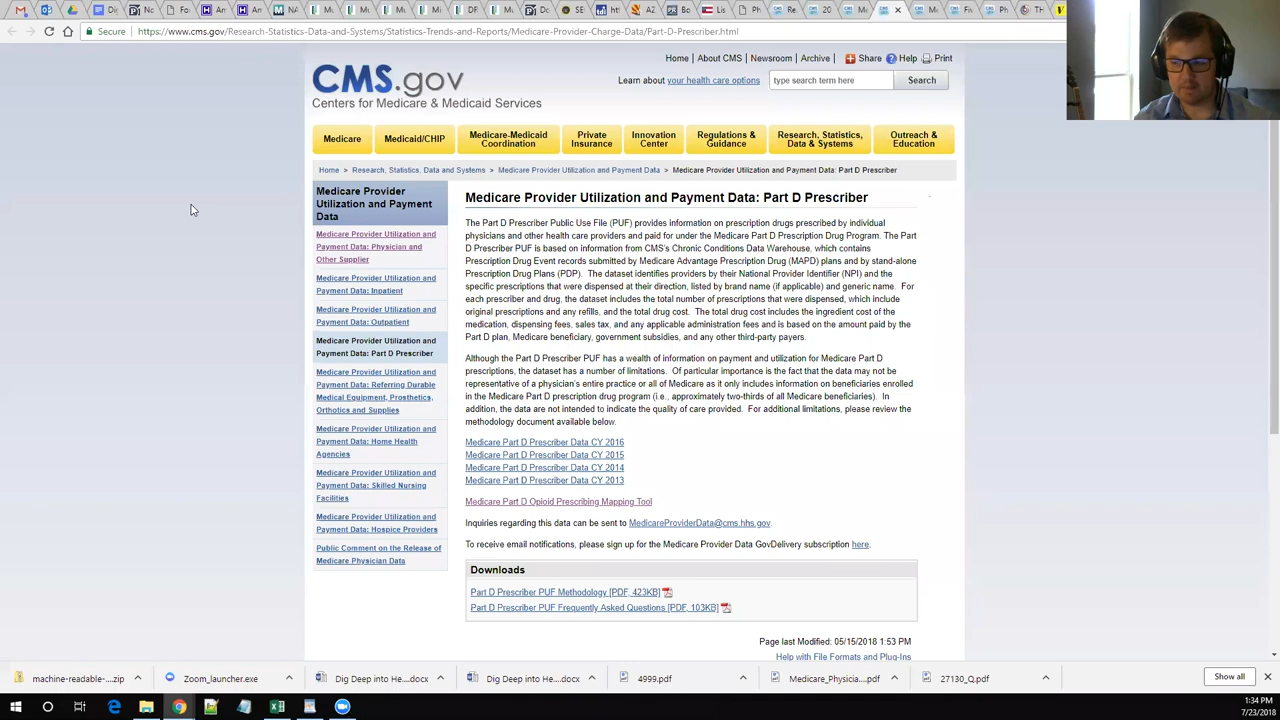 Secure
https://www.cms.gov/Research-Statistics-Data-and-Systems/Statistics-Trends-and-Reports/Medicare-Provider-Charge-Data/Part-D-Prescriber.html
Home | About CMS | Newsroom | Archive | Share Help Print
CMS.gov
Centers for Medicare & Medicaid Services
Learn about your health care options
type search term here
Search
Medicare
Medicaid/CHIP
Medicare-Medicaid Coordination
Private Insurance
Innovation Center
Regulations & Guidance
Research, Statistics, Data & Systems
Outreach & Education
Home > Research, Statistics, Data and Systems > Medicare Provider Utilization and Payment Data > Medicare Provider Utilization and Payment Data: Part D Prescriber
Medicare Provider
Utilization and Payment
Data
Medicare Provider Utilization and
Payment Data: Physician and
Other Supplier
Medicare Provider Utilization and
Payment Data: Inpatient
Medicare Provider Utilization and
Payment Data: Outpatient
Medicare Provider Utilization and
Payment Data: Part D Prescriber
Medicare Provider Utilization and
Payment Data: Referring Durable
Medical Equipment, Prosthetics,
Orthotics and Supplies
Medicare Provider Utilization and
Payment Data: Home Health
Agencies
Medicare Provider Utilization and
Payment Data: Skilled Nursing
Facilities
Medicare Provider Utilization and
Payment Data: Hospice Providers
Public Comment on the Release of
Medicare Physician Data
Medicare Provider Utilization and Payment Data: Part D Prescriber
The Part D Prescriber Public Use File (PUF) provides information on prescription drugs prescribed by individual
physicians and other health care providers and paid for under the Medicare Part D Prescription Drug Program. The Part
D Prescriber PUF is based on information from CMS's Chronic Conditions Data Warehouse, which contains
Prescription Drug Event records submitted by Medicare Advantage Prescription Drug (MAPD) plans and by stand-alone
Prescription Drug Plans (PDP). The dataset identifies providers by their National Provider Identifier (NPI) and the
specific prescriptions that were dispensed at their direction, listed by brand name (if applicable) and generic name. For
each prescriber and drug, the dataset includes the total number of prescriptions that were dispensed, which include
original prescriptions and any refills, and the total drug cost. The total drug cost includes the ingredient cost of the
medication, dispensing fees, sales tax, and any applicable administration fees and is based on the amount paid by the
Part D plan, Medicare beneficiary, government subsidies, and any other third-party payers.
Although the Part D Prescriber PUF has a wealth of information on payment and utilization for Medicare Part D
prescriptions, the dataset has a number of limitations. Of particular importance is the fact that the data may not be
representative of a physician's entire practice or all of Medicare as it only includes information on beneficiaries enrolled
in the Medicare Part D prescription drug program (i.e., approximately two-thirds of all Medicare beneficiaries). In
addition, the data are not intended to indicate the quality of care provided. For additional limitations, please review the
methodology document available below.
Medicare Part D Prescriber Data CY 2016
Medicare Part D Prescriber Data CY 2015
Medicare Part D Prescriber Data CY 2014
Medicare Part D Prescriber Data CY 2013
Medicare Part D Opioid Prescribing Mapping Tool
Inquiries regarding this data can be sent to MedicareProviderData@cms.hhs.gov.
To receive email notifications, please sign up for the Medicare Provider Data GovDelivery subscription here.
Downloads
Part D Prescriber PUF Methodology [PDF, 423KB]
Part D Prescriber PUF Frequently Asked Questions [PDF, 103KB]
Page last Modified: 05/15/2018 1:53 PM
Help with File Formats and Plug-Ins
machine-readable-....zip
Zoom_launcher.exe
Dig Deep into He....docx
Dig Deep into He....docx
4999.pdf
Medicare_Physicia....pdf
27130_Q.pdf
Show all
1:34 PM
7/23/2018